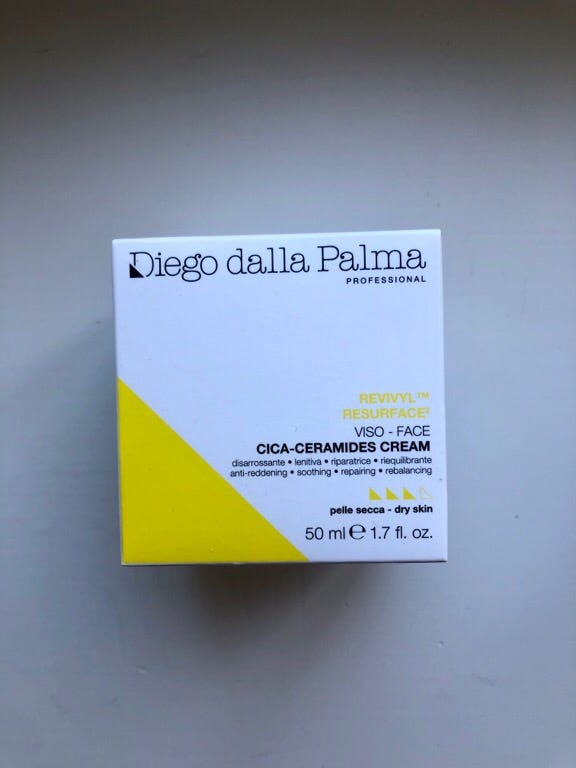 Diego dalla Palma
PROFESSIONAL
REVIVYL™
RESURFACE²
VISO - FACE
CICA-CERAMIDES CREAM
disarrossante • lenitiva • riparatrice • riequilibrante
anti-reddening • soothing • repairing • rebalancing
pelle secca - dry skin
50 ml ℮ 1.7 fl. oz.